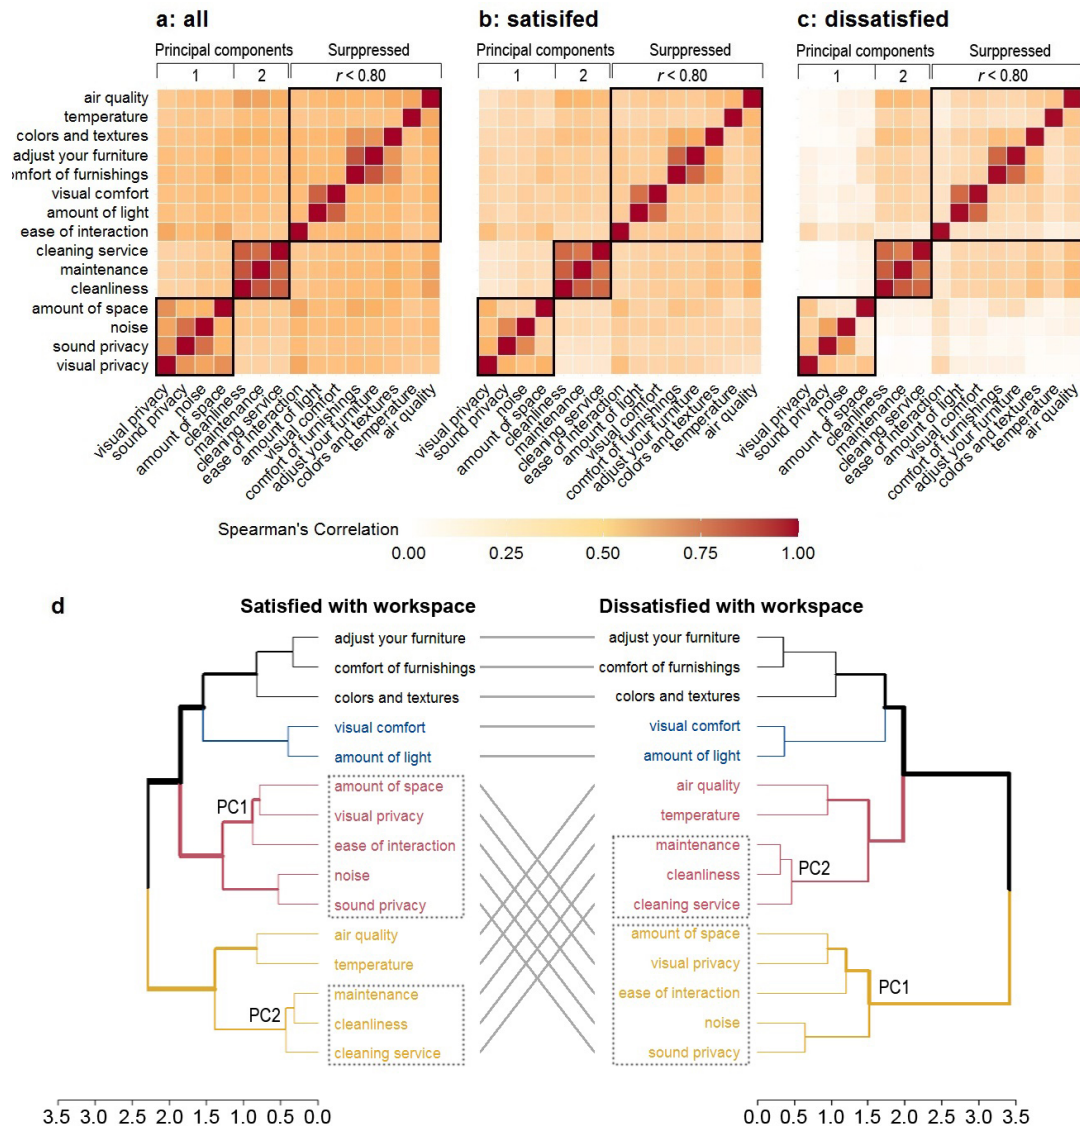 a: all
b: satisifed
c: dissatisfied
Principal components Surppressed
Principal components Surppressed
Principal components Surppressed
1 2 r < 0.80
1 2 r < 0.80
1 2 r < 0.80
air quality
temperature
colors and textures
adjust your furniture
omfort of furnishings
visual comfort
amount of light
ease of interaction
cleaning service
maintenance
cleanliness
amount of space
noise
sound privacy
visual privacy
visual privacy
sound privacy
noise
amount of space
cleanliness
maintenance
cleaning service
ease of interaction
amount of light
visual comfort
comfort of furnishings
adjust your furniture
colors and textures
temperature
air quality
visual privacy
sound privacy
noise
amount of space
cleanliness
maintenance
cleaning service
ease of interaction
amount of light
visual comfort
comfort of furnishings
adjust your furniture
colors and textures
temperature
air quality
visual privacy
sound privacy
noise
amount of space
cleanliness
maintenance
cleaning service
ease of interaction
amount of light
visual comfort
comfort of furnishings
adjust your furniture
colors and textures
temperature
air quality
Spearman's Correlation
0.00 0.25 0.50 0.75 1.00
d
Satisfied with workspace
adjust your furniture
comfort of furnishings
colors and textures
visual comfort
amount of light
amount of space
PC1
visual privacy
ease of interaction
noise
sound privacy
air quality
temperature
maintenance
PC2
cleanliness
cleaning service
3.5 3.0 2.5 2.0 1.5 1.0 0.5 0.0
Dissatisfied with workspace
adjust your furniture
comfort of furnishings
colors and textures
visual comfort
amount of light
air quality
temperature
maintenance
PC2
cleanliness
cleaning service
amount of space
visual privacy
PC1
ease of interaction
noise
sound privacy
0.0 0.5 1.0 1.5 2.0 2.5 3.0 3.5